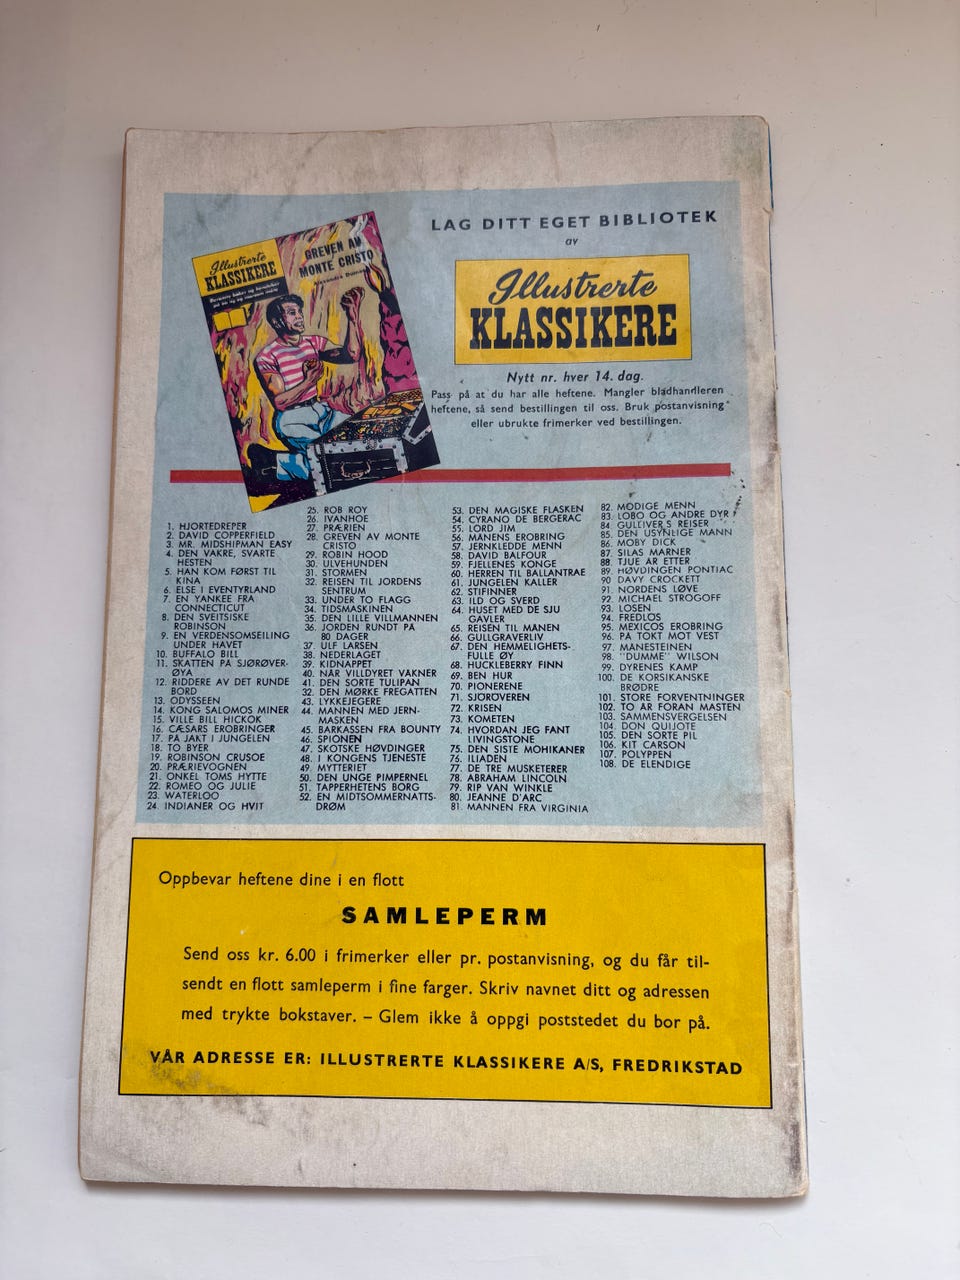 LAG DITT EGET BIBLIOTEK
av
Illustrerte
KLASSIKERE
Nytt nr. hver 14. dag.
Pass på at du har alle heftene. Mangler bladhandleren
heftene, så send bestillingen til oss. Bruk postanvisning
eller ubrukte frimerker ved bestillingen.
Illustrerte
KLASSIKERE
GREVEN AV
MONTE CRISTO
Alexandre Dumas
1. HJORTEDREPER
2. DAVID COPPERFIELD
3. MR. MIDSHIPMAN EASY
4. DEN VAKRE, SVARTE
HESTEN
5. HAN KOM FØRST TIL
KINA
6. ELSE I EVENTYRLAND
7. EN YANKEE FRA
CONNECTICUT
8. DEN SVEITSISKE
ROBINSON
9. EN VERDENSOMSEILING
UNDER HAVET
10. BUFFALO BILL
11. SKATTEN PÅ SJØRØVER-
ØYA
12. RIDDERE AV DET RUNDE
BORD
13. ODYSSEEN
14. KONG SALOMOS MINER
15. VILLE BILL HICKOK
16. CÆSARS EROBRINGER
17. PÅ JAKT I JUNGELEN
18. TO BYER
19. ROBINSON CRUSOE
20. PRÆRIEVOGNEN
21. ONKEL TOMS HYTTE
22. ROMEO OG JULIE
23. WATERLOO
24. INDIANER OG HVIT
25. ROB ROY
26. IVANHOE
27. PRÆRIEN
28. GREVEN AV MONTE
CRISTO
29. ROBIN HOOD
30. ULVEHUNDEN
31. STORMEN
32. REISEN TIL JORDENS
SENTRUM
33. UNDER TO FLAGG
34. TIDSMASKINEN
35. DEN LILLE VILLMANNEN
36. JORDEN RUNDT PÅ
80 DAGER
37. ULF LARSEN
38. NEDERLAGET
39. KIDNAPPET
40. NÅR VILLDYRET VÅKNER
41. DEN SORTE TULIPAN
32. DEN MØRKE FREGATTEN
43. LYKKEJEGERE
44. MANNEN MED JERN-
MASKEN
45. BARKASSEN FRA BOUNTY
46. SPIONEN
47. SKOTSKE HØVDINGER
48. I KONGENS TJENESTE
49. MYTTERIET
50. DEN UNGE PIMPERNEL
51. TAPPERHETENS BORG
52. EN MIDTSOMMERNATTS-
DRØM
53. DEN MAGISKE FLASKEN
54. CYRANO DE BERGERAC
55. LORD JIM
56. MÅNENS EROBRING
57. JERNKLEDDE MENN
58. DAVID BALFOUR
59. FJELLENES KONGE
60. HERREN TIL BALLANTRAE
61. JUNGELEN KALLER
62. STIFINNER
63. ILD OG SVERD
64. HUSET MED DE SJU
GAVLER
65. REISEN TIL MÅNEN
66. GULLGRAVERLIV
67. DEN HEMMELIGHETS-
FULLE ØY
68. HUCKLEBERRY FINN
69. BEN HUR
70. PIONERENE
71. SJØRØVEREN
72. KRISEN
73. KOMETEN
74. HVORDAN JEG FANT
LIVINGSTONE
75. DEN SISTE MOHIKANER
76. ILIADEN
77. DE TRE MUSKETERER
78. ABRAHAM LINCOLN
79. RIP VAN WINKLE
80. JEANNE D'ARC
81. MANNEN FRA VIRGINIA
82. MODIGE MENN
83. LOBO OG ANDRE DYR
84. GULLIVERS REISER
85. DEN USYNLIGE MANN
86. MOBY DICK
87. SILAS MARNER
88. TJUE ÅR ETTER
89. HØVDINGEN PONTIAC
90 DAVY CROCKETT
91. NORDENS LØVE
92. MICHAEL STROGOFF
93. LOSEN
94. FREDLØS
95. MEXICOS EROBRING
96. PÅ TOKT MOT VEST
97. MÅNESTEINEN
98. "DUMME" WILSON
99. DYRENES KAMP
100. DE KORSIKANSKE
BRØDRE
101. STORE FORVENTNINGER
102. TO ÅR FORAN MASTEN
103. SAMMENSVERGELSEN
104. DON QUIJOTE
105. DEN SORTE PIL
106. KIT CARSON
107. POLYPPEN
108. DE ELENDIGE
Oppbevar heftene dine i en flott
SAMLEPERM
Send oss kr. 6.00 i frimerker eller pr. postanvisning, og du får til-
sendt en flott samleperm i fine farger. Skriv navnet ditt og adressen
med trykte bokstaver. – Glem ikke å oppgi poststedet du bor på.
VÅR ADRESSE ER: ILLUSTRERTE KLASSIKERE A/S, FREDRIKSTAD